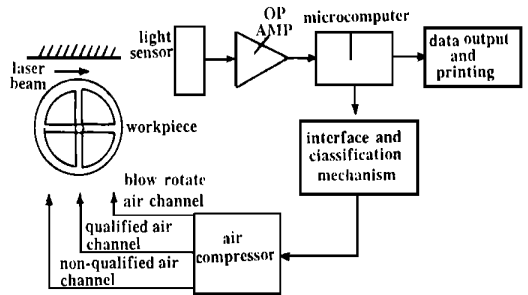 OP
AMP
microcomputer
light
sensor
laser
beam
data output
and
printing
workpiece
interface and
classification
mechanism
blow rotate
air channel
qualified air
channel
non-qualified air
channel
air
compressor